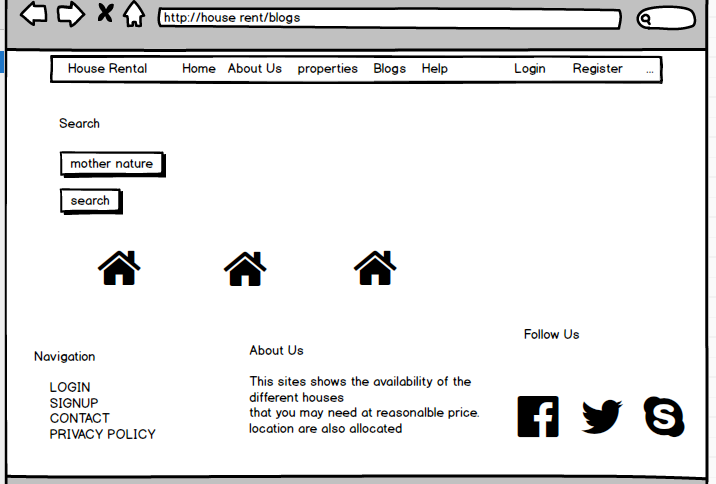 http://house rent/blogs
House Rental Home About Us properties Blogs Help Login Register ...
Search
mother nature
search
Follow Us
About Us
Navigation
This sites shows the availability of the
different houses
that you may need at reasonalble price.
location are also allocated
LOGIN
SIGNUP
CONTACT
PRIVACY POLICY